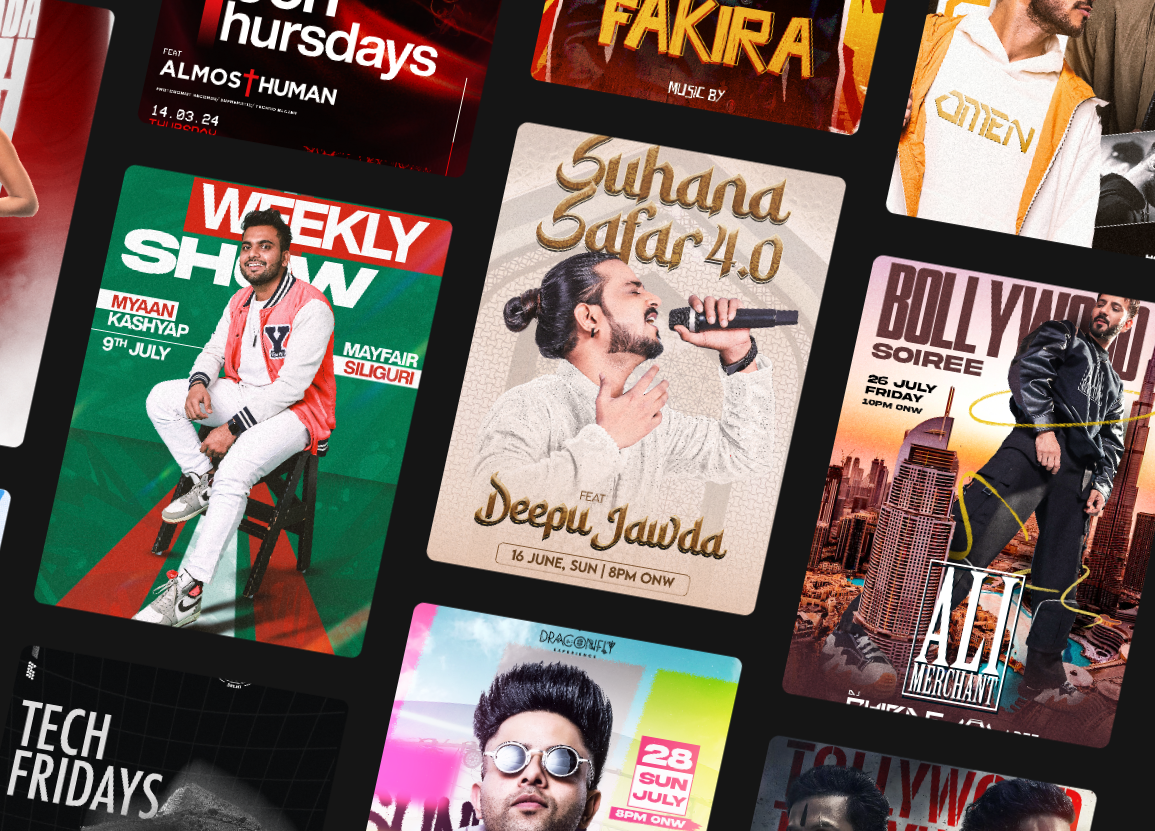 hursdays
FEAT
ALMOST HUMAN
14.03.24
THURSDAY
FAKIRA
MUSIC BY
OMEN
WEEKLY
SHOW
MYAAN
KASHYAP
9TH JULY
MAYFAIR
SILIGURI
Y
Suhana
Safar 4.0
FEAT
Deepu Jawda
16 JUNE, SUN | 8PM ONW
BOLLYWOOD
SOIREE
26 JULY
FRIDAY
10PM ONW
ALI
MERCHANT
DJ
TECH
FRIDAYS
DRAGONFLY
EXPERIENCE
28
SUN
JULY
8PM ONW